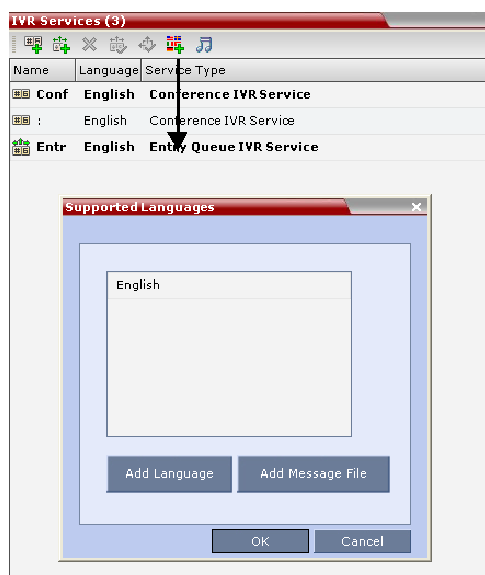 IVR Services (3)
Name Language Service Type
Conf English Conference IVR Service
: English Conference IVR Service
Entr English Entry Queue IVR Service
Supported Languages
English
Add Language Add Message File
OK Cancel